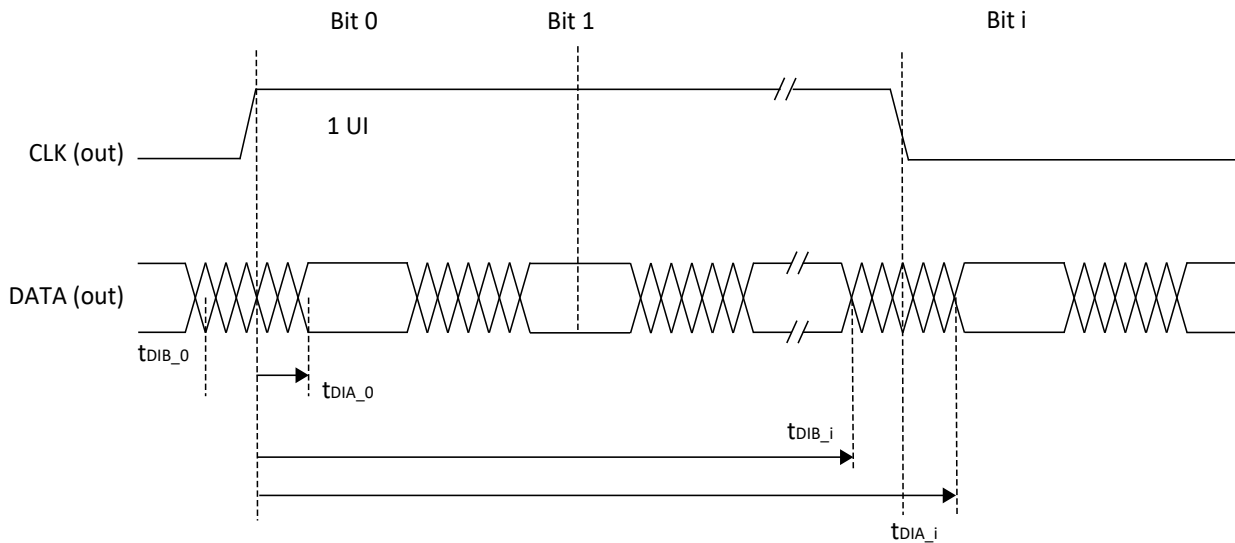 Bit 0
Bit 1
Bit i
1 UI
CLK (out)
DATA (out)
tDIB_0
tDIA_0
tDIB_i
tDIA_i